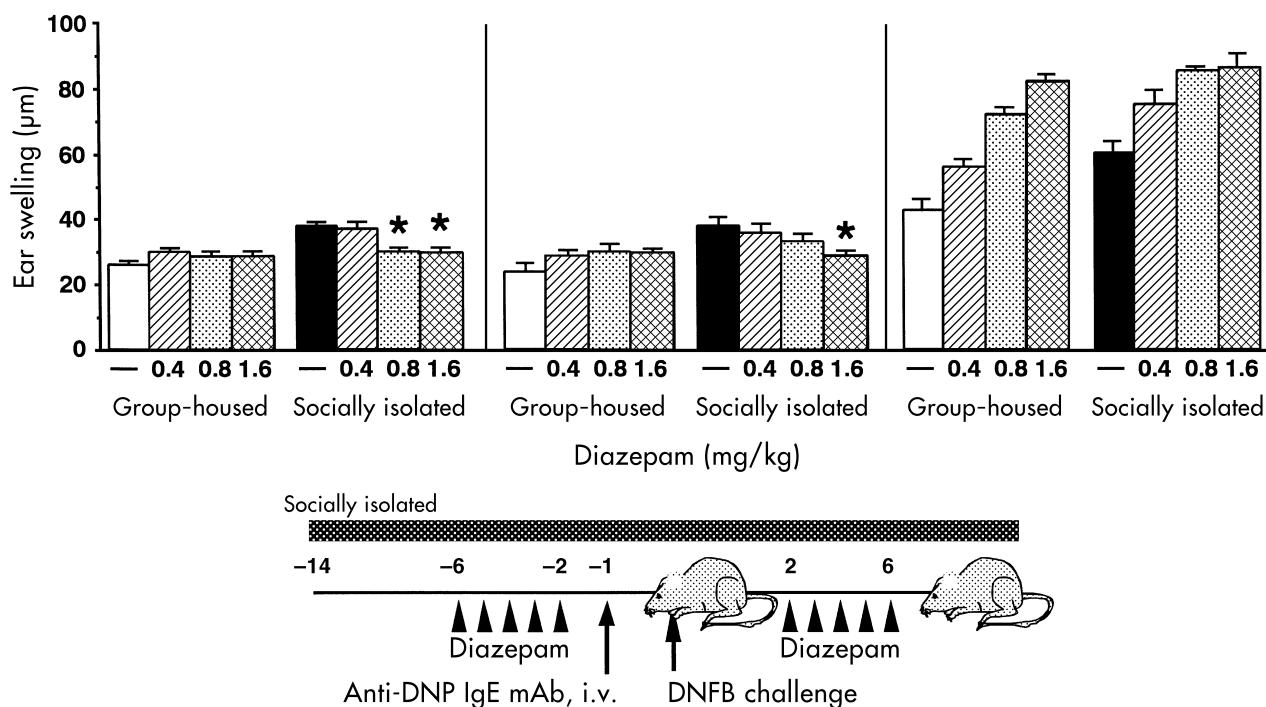 100
80
60
40
20
0
Ear swelling (µm)
* * *
— 0.4 0.8 1.6 — 0.4 0.8 1.6 — 0.4 0.8 1.6 — 0.4 0.8 1.6 — 0.4 0.8 1.6 — 0.4 0.8 1.6
Group-housed Socially isolated Group-housed Socially isolated Group-housed Socially isolated
Diazepam (mg/kg)
Socially isolated
−14 −6 −2 −1 2 6
Diazepam Diazepam
Anti-DNP IgE mAb, i.v. DNFB challenge